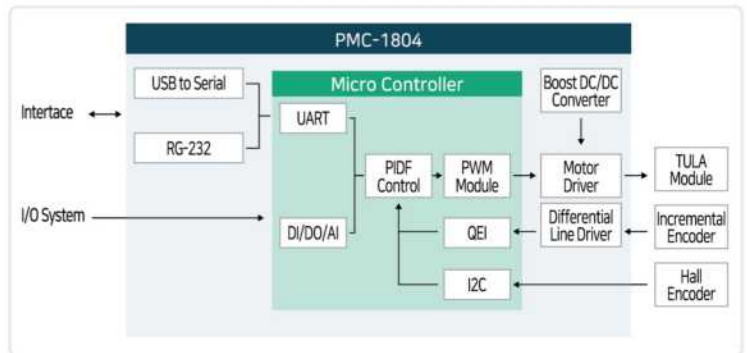 PMC-1804
USB to Serial
Micro Controller
Boost DC/DC
Converter
Intertace
UART
RG-232
PIDF
Control
PWM
Module
Motor
Driver
TULA
Module
I/O System
DI/DO/AI
QEI
Differential
Line Driver
Incremental
Encoder
I2C
Hall
Encoder